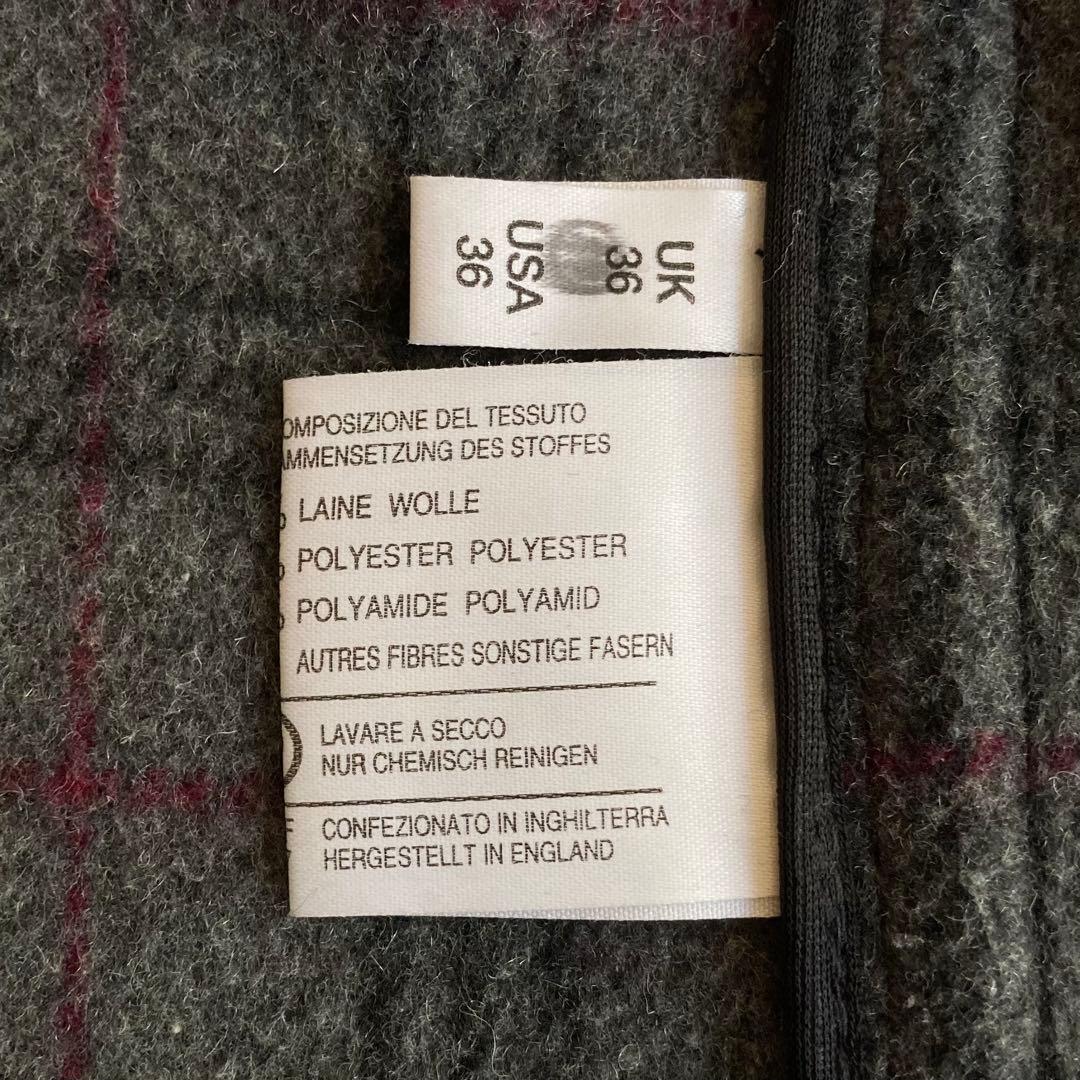 UK
36
USA
36
OMPOSIZIONE DEL TESSUTO
AMMENSETZUNG DES STOFFES
LAINE WOLLE
POLYESTER POLYESTER
POLYAMIDE POLYAMID
AUTRES FIBRES SONSTIGE FASERN
LAVARE A SECCO
NUR CHEMISCH REINIGEN
CONFEZIONATO IN INGHILTERRA
HERGESTELLT IN ENGLAND